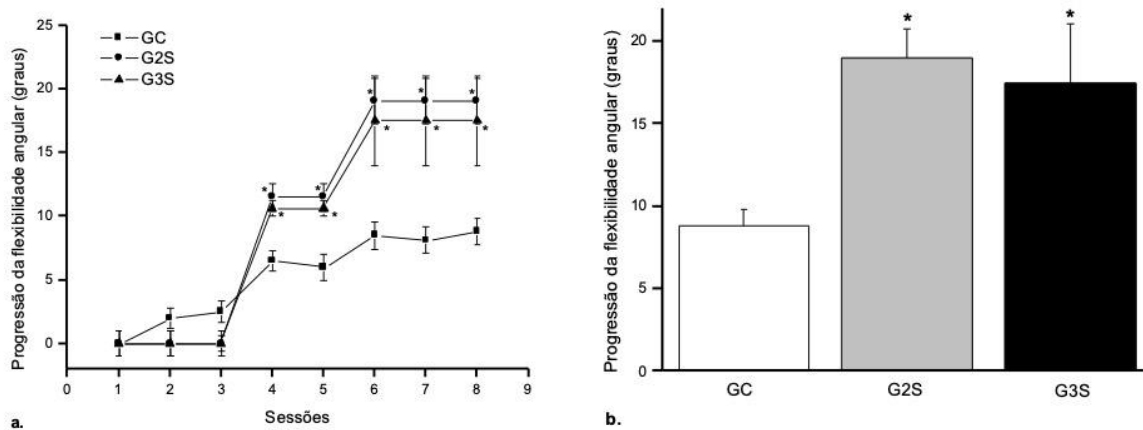 Progressão da flexibilidade angular (graus)
25
20
15
10
5
0
GC
G2S
G3S
* * * *
* * *
* *
*
0 1 2 3 4 5 6 7 8 9
Sessões
a.
Progressão da flexibilidade angular (graus)
20
15
10
5
0
* *
GC G2S G3S
b.